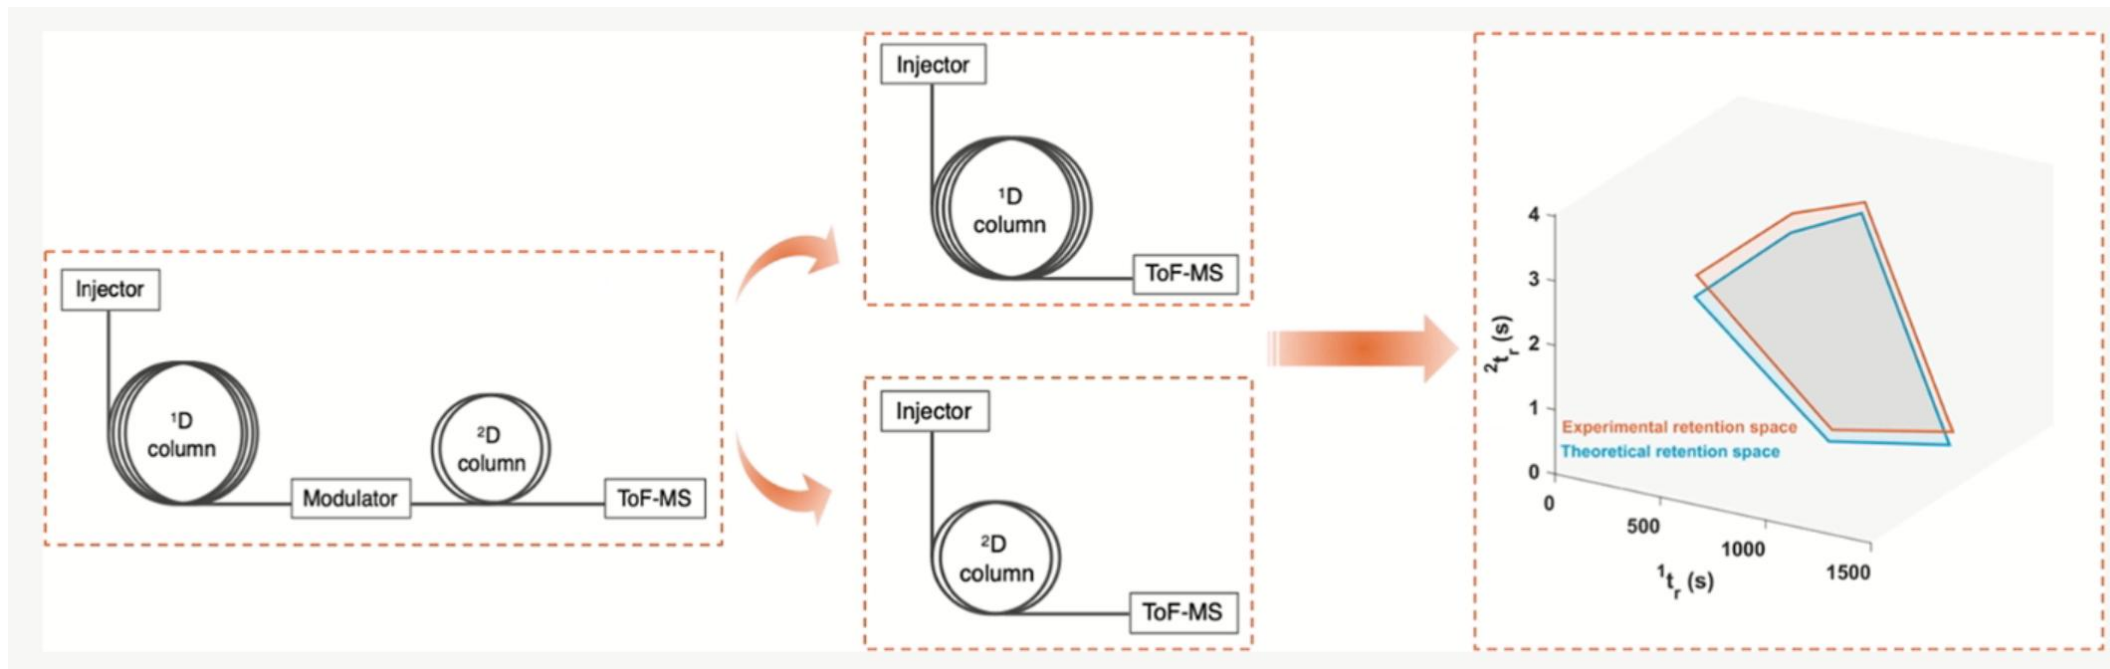 Injector
¹D
column
Modulator
²D
column
ToF-MS
Injector
¹D
column
ToF-MS
Injector
²D
column
ToF-MS
4
3
2
1
0
²tᵣ (s)
Experimental retention space
Theoretical retention space
0
500
1000
1500
¹tᵣ (s)